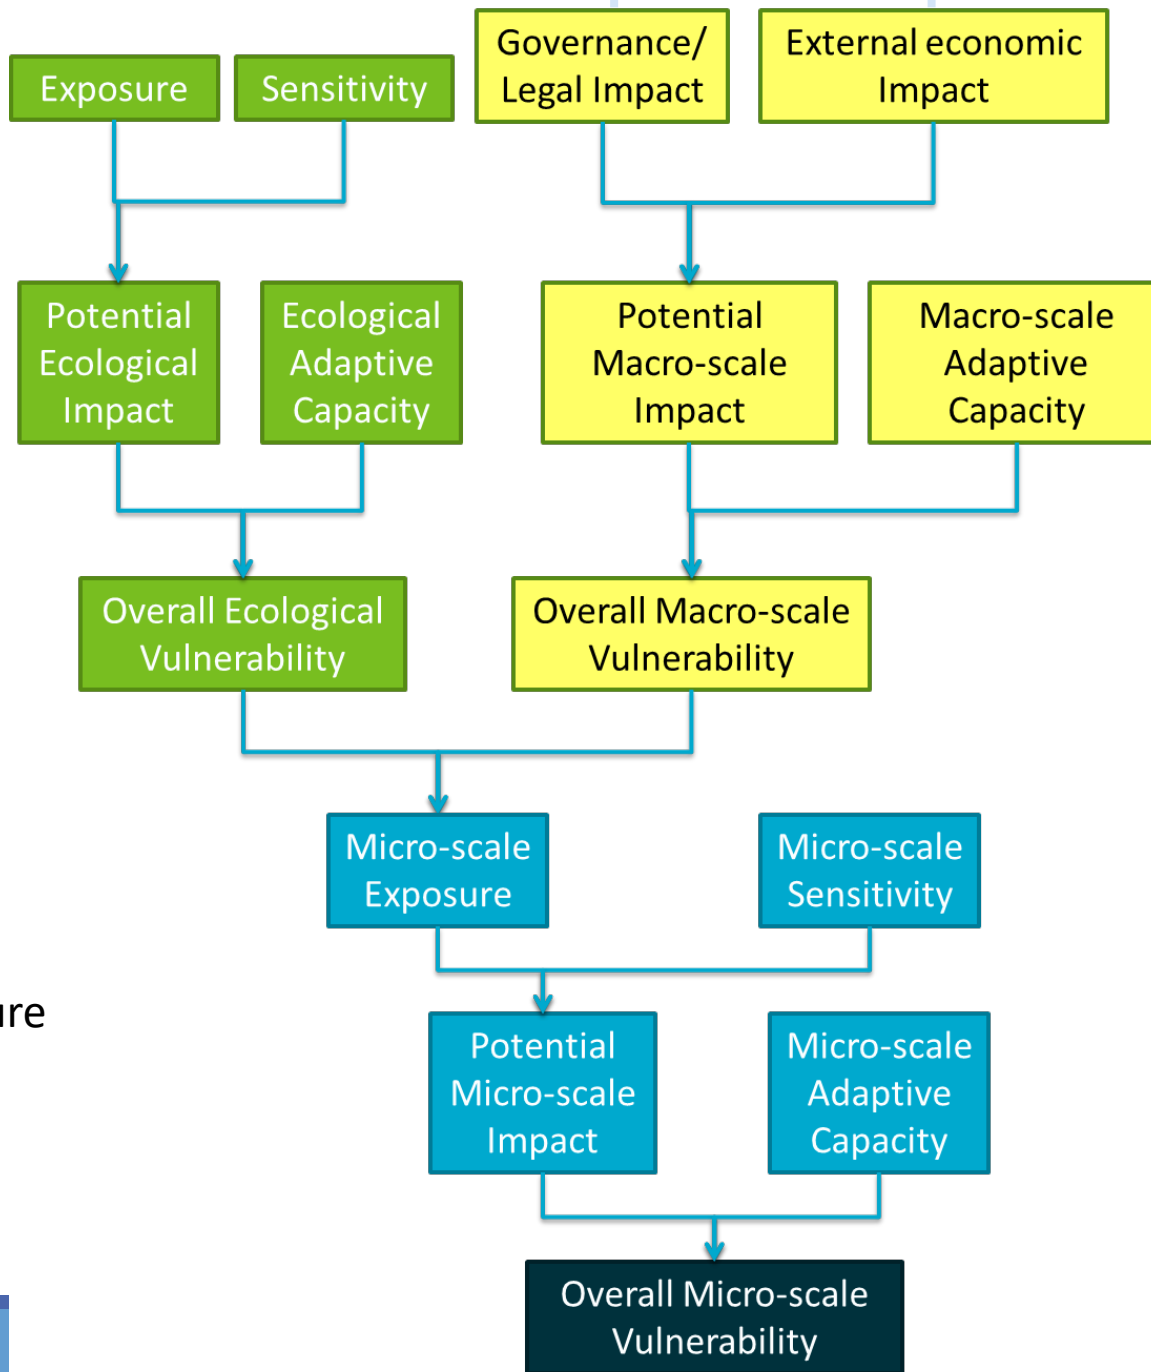 Exposure
Sensitivity
Governance/
Legal Impact
External economic
Impact
Potential
Ecological
Impact
Ecological
Adaptive
Capacity
Potential
Macro-scale
Impact
Macro-scale
Adaptive
Capacity
Overall Ecological
Vulnerability
Overall Macro-scale
Vulnerability
Micro-scale
Exposure
Micro-scale
Sensitivity
ure
Potential
Micro-scale
Impact
Micro-scale
Adaptive
Capacity
Overall Micro-scale
Vulnerability